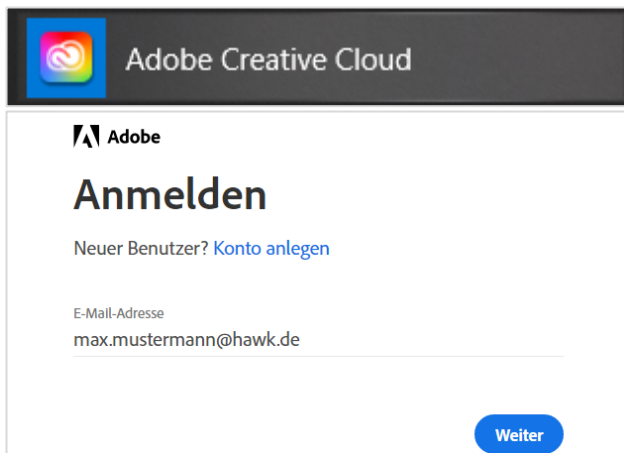 Adobe Creative Cloud
Adobe
Anmelden
Neuer Benutzer? Konto anlegen
E-Mail-Adresse
max.mustermann@hawk.de
Weiter